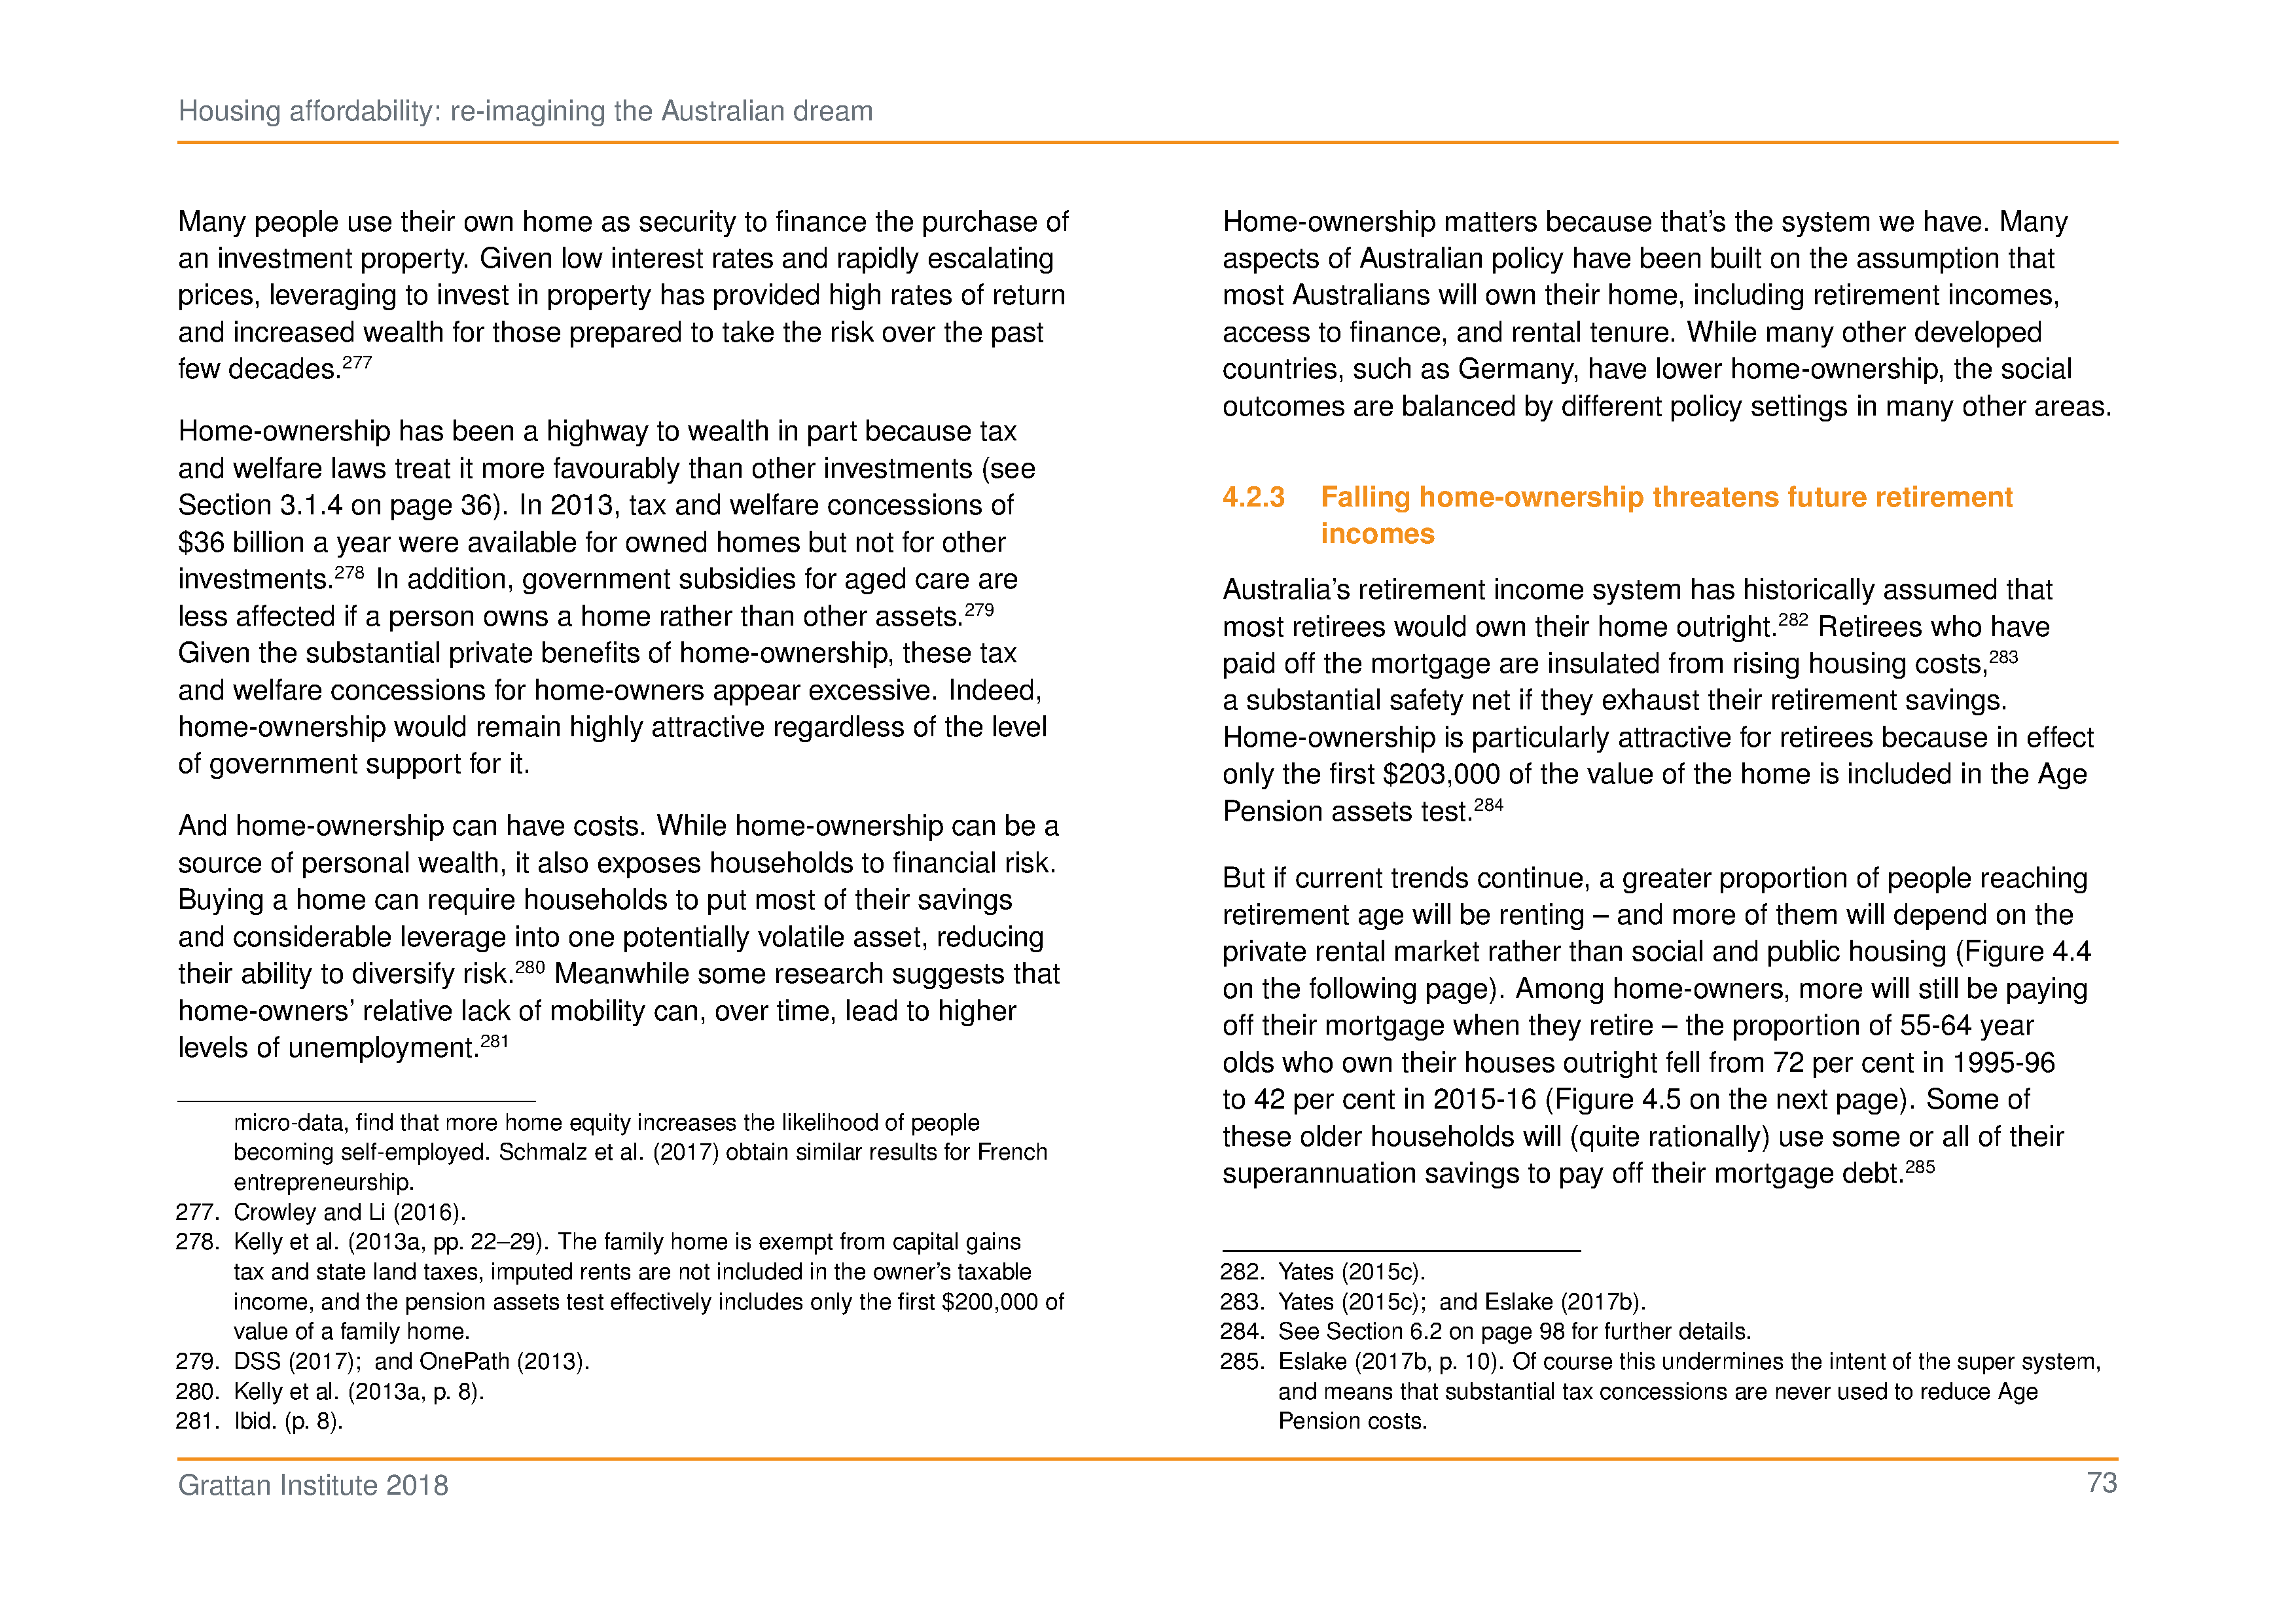 Housing affordability: re-imagining the Australian dream
Many people use their own home as security to finance the purchase of
an investment property. Given low interest rates and rapidly escalating
prices, leveraging to invest in property has provided high rates of return
and increased wealth for those prepared to take the risk over the past
few decades.277
Home-ownership has been a highway to wealth in part because tax
and welfare laws treat it more favourably than other investments (see
Section 3.1.4 on page 36). In 2013, tax and welfare concessions of
$36 billion a year were available for owned homes but not for other
investments.278 In addition, government subsidies for aged care are
less affected if a person owns a home rather than other assets.279
Given the substantial private benefits of home-ownership, these tax
and welfare concessions for home-owners appear excessive. Indeed,
home-ownership would remain highly attractive regardless of the level
of government support for it.
And home-ownership can have costs. While home-ownership can be a
source of personal wealth, it also exposes households to financial risk.
Buying a home can require households to put most of their savings
and considerable leverage into one potentially volatile asset, reducing
their ability to diversify risk.280 Meanwhile some research suggests that
home-owners' relative lack of mobility can, over time, lead to higher
levels of unemployment.281
micro-data, find that more home equity increases the likelihood of people
becoming self-employed. Schmalz et al. (2017) obtain similar results for French
entrepreneurship.
277. Crowley and Li (2016).
278. Kelly et al. (2013a, pp. 22–29). The family home is exempt from capital gains
tax and state land taxes, imputed rents are not included in the owner's taxable
income, and the pension assets test effectively includes only the first $200,000 of
value of a family home.
279. DSS (2017); and OnePath (2013).
280. Kelly et al. (2013a, p. 8).
281. Ibid. (p. 8).
Home-ownership matters because that's the system we have. Many
aspects of Australian policy have been built on the assumption that
most Australians will own their home, including retirement incomes,
access to finance, and rental tenure. While many other developed
countries, such as Germany, have lower home-ownership, the social
outcomes are balanced by different policy settings in many other areas.
4.2.3 Falling home-ownership threatens future retirement
incomes
Australia's retirement income system has historically assumed that
most retirees would own their home outright.282 Retirees who have
paid off the mortgage are insulated from rising housing costs,283
a substantial safety net if they exhaust their retirement savings.
Home-ownership is particularly attractive for retirees because in effect
only the first $203,000 of the value of the home is included in the Age
Pension assets test.284
But if current trends continue, a greater proportion of people reaching
retirement age will be renting – and more of them will depend on the
private rental market rather than social and public housing (Figure 4.4
on the following page). Among home-owners, more will still be paying
off their mortgage when they retire – the proportion of 55-64 year
olds who own their houses outright fell from 72 per cent in 1995-96
to 42 per cent in 2015-16 (Figure 4.5 on the next page). Some of
these older households will (quite rationally) use some or all of their
superannuation savings to pay off their mortgage debt.285
282. Yates (2015c).
283. Yates (2015c); and Eslake (2017b).
284. See Section 6.2 on page 98 for further details.
285. Eslake (2017b, p. 10). Of course this undermines the intent of the super system,
and means that substantial tax concessions are never used to reduce Age
Pension costs.
Grattan Institute 2018
73